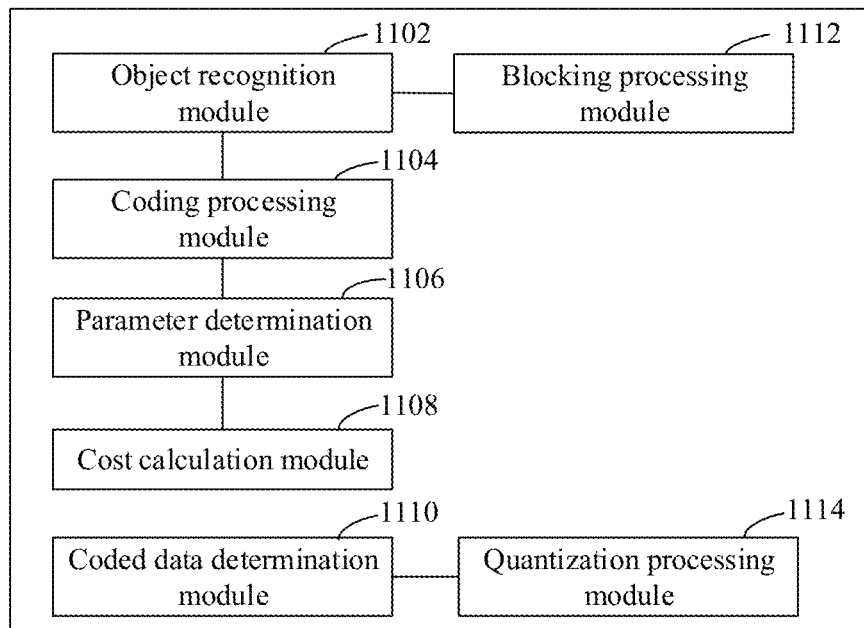 1102
Object recognition
module
1112
Blocking processing
module
1104
Coding processing
module
1106
Parameter determination
module
1108
Cost calculation module
1110
Coded data determination
module
1114
Quantization processing
module